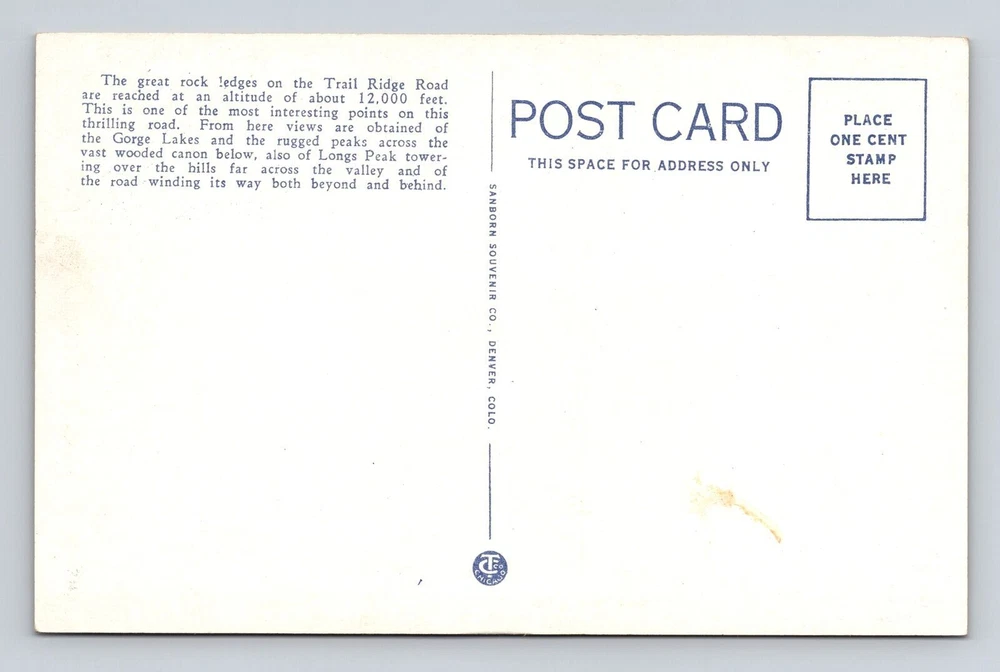 The great rock ledges on the Trail Ridge Road
are reached at an altitude of about 12,000 feet.
This is one of the most interesting points on this
thrilling road. From here views are obtained of
the Gorge Lakes and the rugged peaks across the
vast wooded canon below, also of Longs Peak tower-
ing over the hills far across the valley and of
the road winding its way both beyond and behind.
SANBORN SOUVENIR CO., DENVER, COLO.
CT CO
CHICAGO
POST CARD
THIS SPACE FOR ADDRESS ONLY
PLACE
ONE CENT
STAMP
HERE